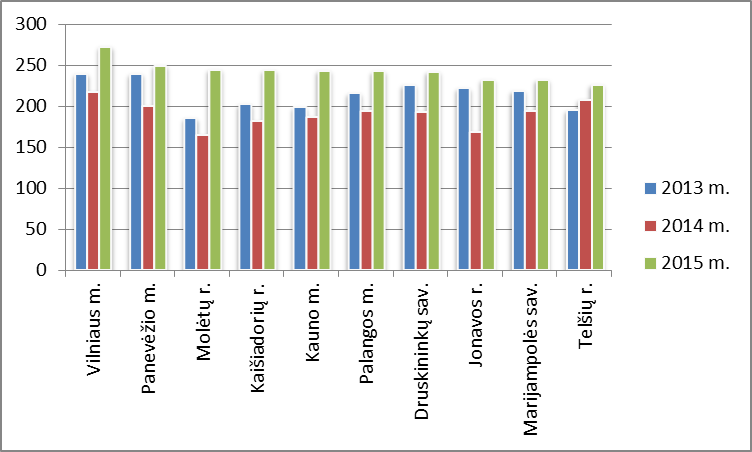 300
250
200
150
100
50
0
Vilniaus m.
Panevėžio m.
Molėtų r.
Kaišiadorių r.
Kauno m.
Palangos m.
Druskininkų sav.
Jonavos r.
Marijampolės sav.
Telšių r.
2013 m.
2014 m.
2015 m.